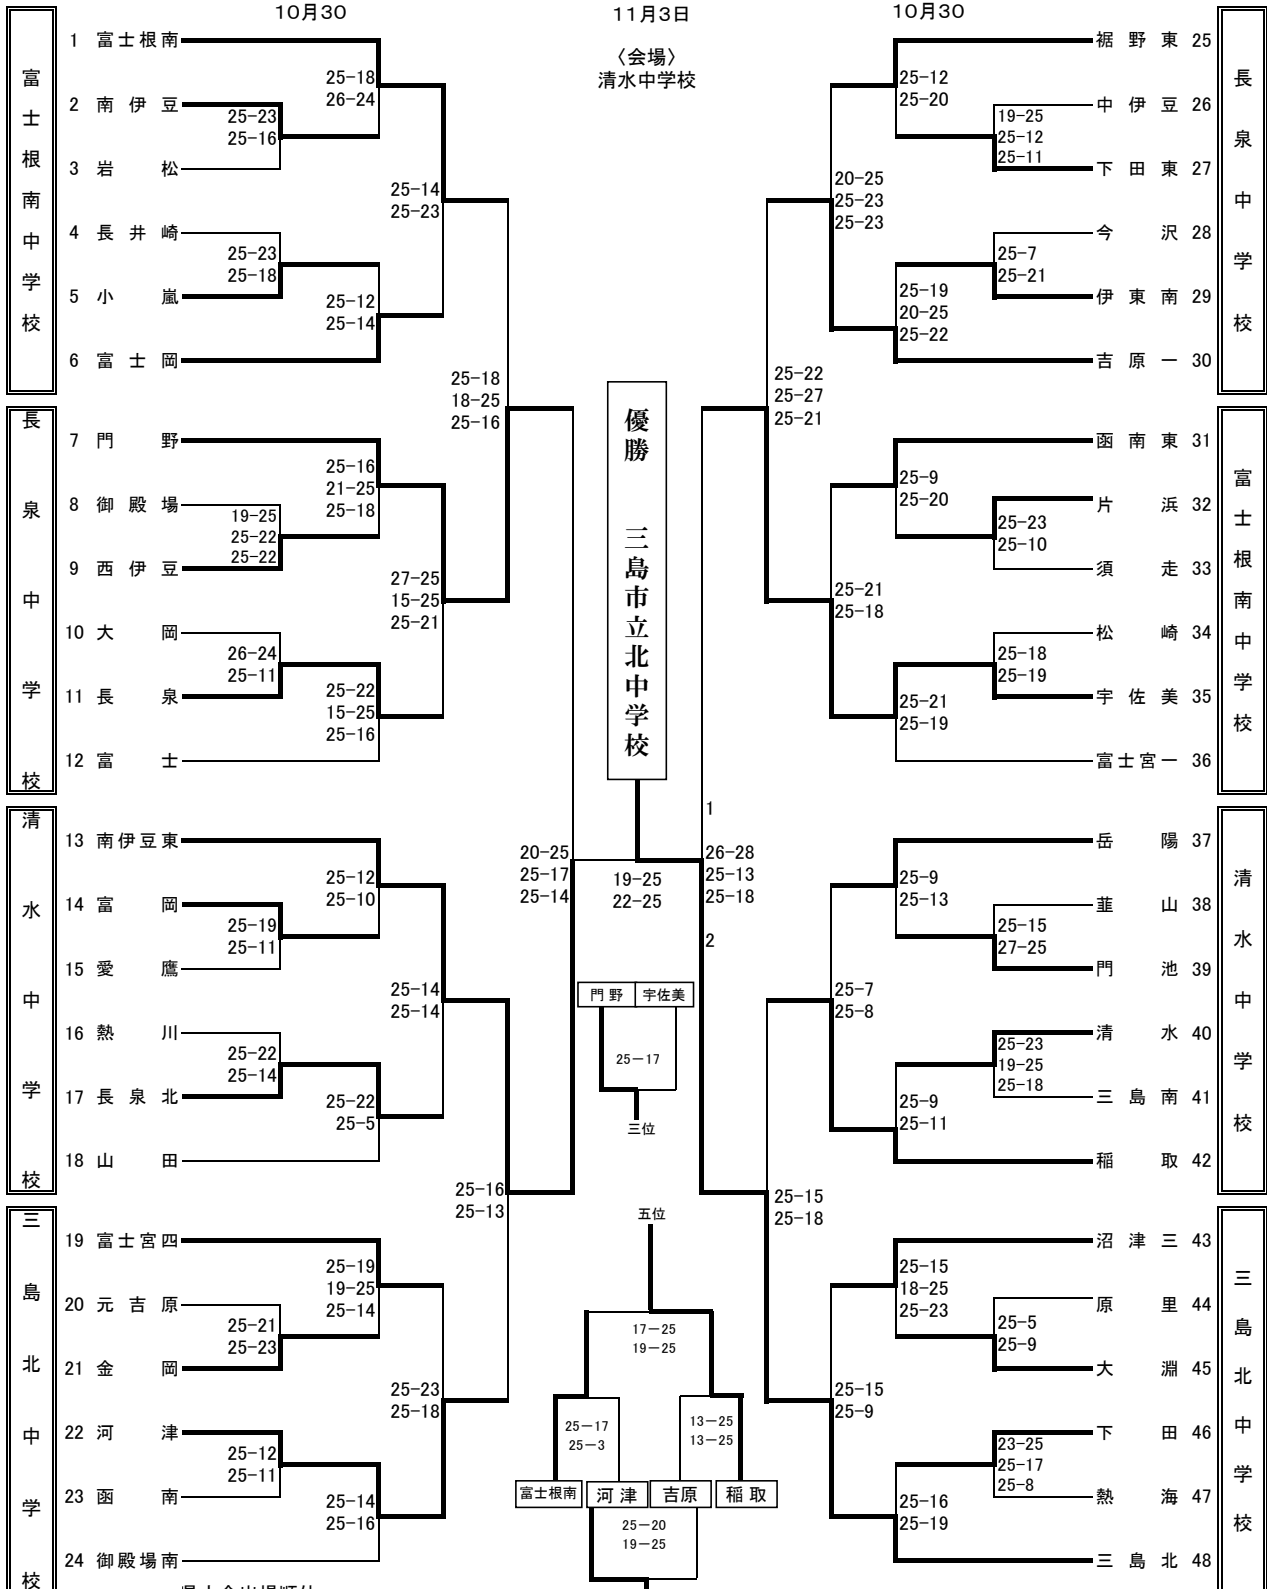 10月30
11月3日
10月30
〈会場〉
清水中学校
富士根南中学校
1 富士根南
25-18
26-24
2 南伊豆
25-23
25-16
3 岩松
25-14
25-23
4 長井崎
25-23
25-18
5 小嵐
25-12
25-14
6 富士岡
25-18
18-25
25-16
長泉中学校
7 門野
25-16
21-25
25-18
8 御殿場
19-25
25-22
25-22
9 西伊豆
27-25
15-25
25-21
10 大岡
26-24
25-11
11 長泉
25-22
15-25
25-16
12 富士
清水中学校
13 南伊豆東
25-12
25-10
14 富岡
25-19
25-11
15 愛鷹
25-14
25-14
16 熱川
25-22
25-14
17 長泉北
25-22
25-5
18 山田
25-16
25-13
三島北中学校
19 富士宮四
25-19
19-25
25-14
20 元吉原
25-21
25-23
21 金岡
25-23
25-18
22 河津
25-12
25-11
23 函南
25-14
25-16
24 御殿場南
優勝 三島市立北中学校
20-25
25-17
25-14
19-25
22-25
1
26-28
25-13
25-18
2
門野 宇佐美
25-17
三位
五位
17-25
19-25
25-17
25-3
13-25
13-25
富士根南 河津 吉原 稲取
25-20
19-25
長泉中学校
裾野東 25
25-12
25-20
中伊豆 26
19-25
25-12
25-11
下田東 27
20-25
25-23
25-23
今沢 28
25-7
25-21
伊東南 29
25-19
20-25
25-22
吉原一 30
25-22
25-27
25-21
富士根南中学校
函南東 31
25-9
25-20
片浜 32
25-23
25-10
須走 33
25-21
25-18
松崎 34
25-18
25-19
宇佐美 35
25-21
25-19
富士宮一 36
清水中学校
岳陽 37
25-9
25-13
韮山 38
25-15
27-25
門池 39
25-7
25-8
清水 40
25-23
19-25
25-18
三島南 41
25-9
25-11
稲取 42
25-15
25-18
三島北中学校
沼津三 43
25-15
18-25
25-23
原里 44
25-5
25-9
大淵 45
25-15
25-9
下田 46
23-25
25-17
25-8
熱海 47
25-16
25-19
三島北 48